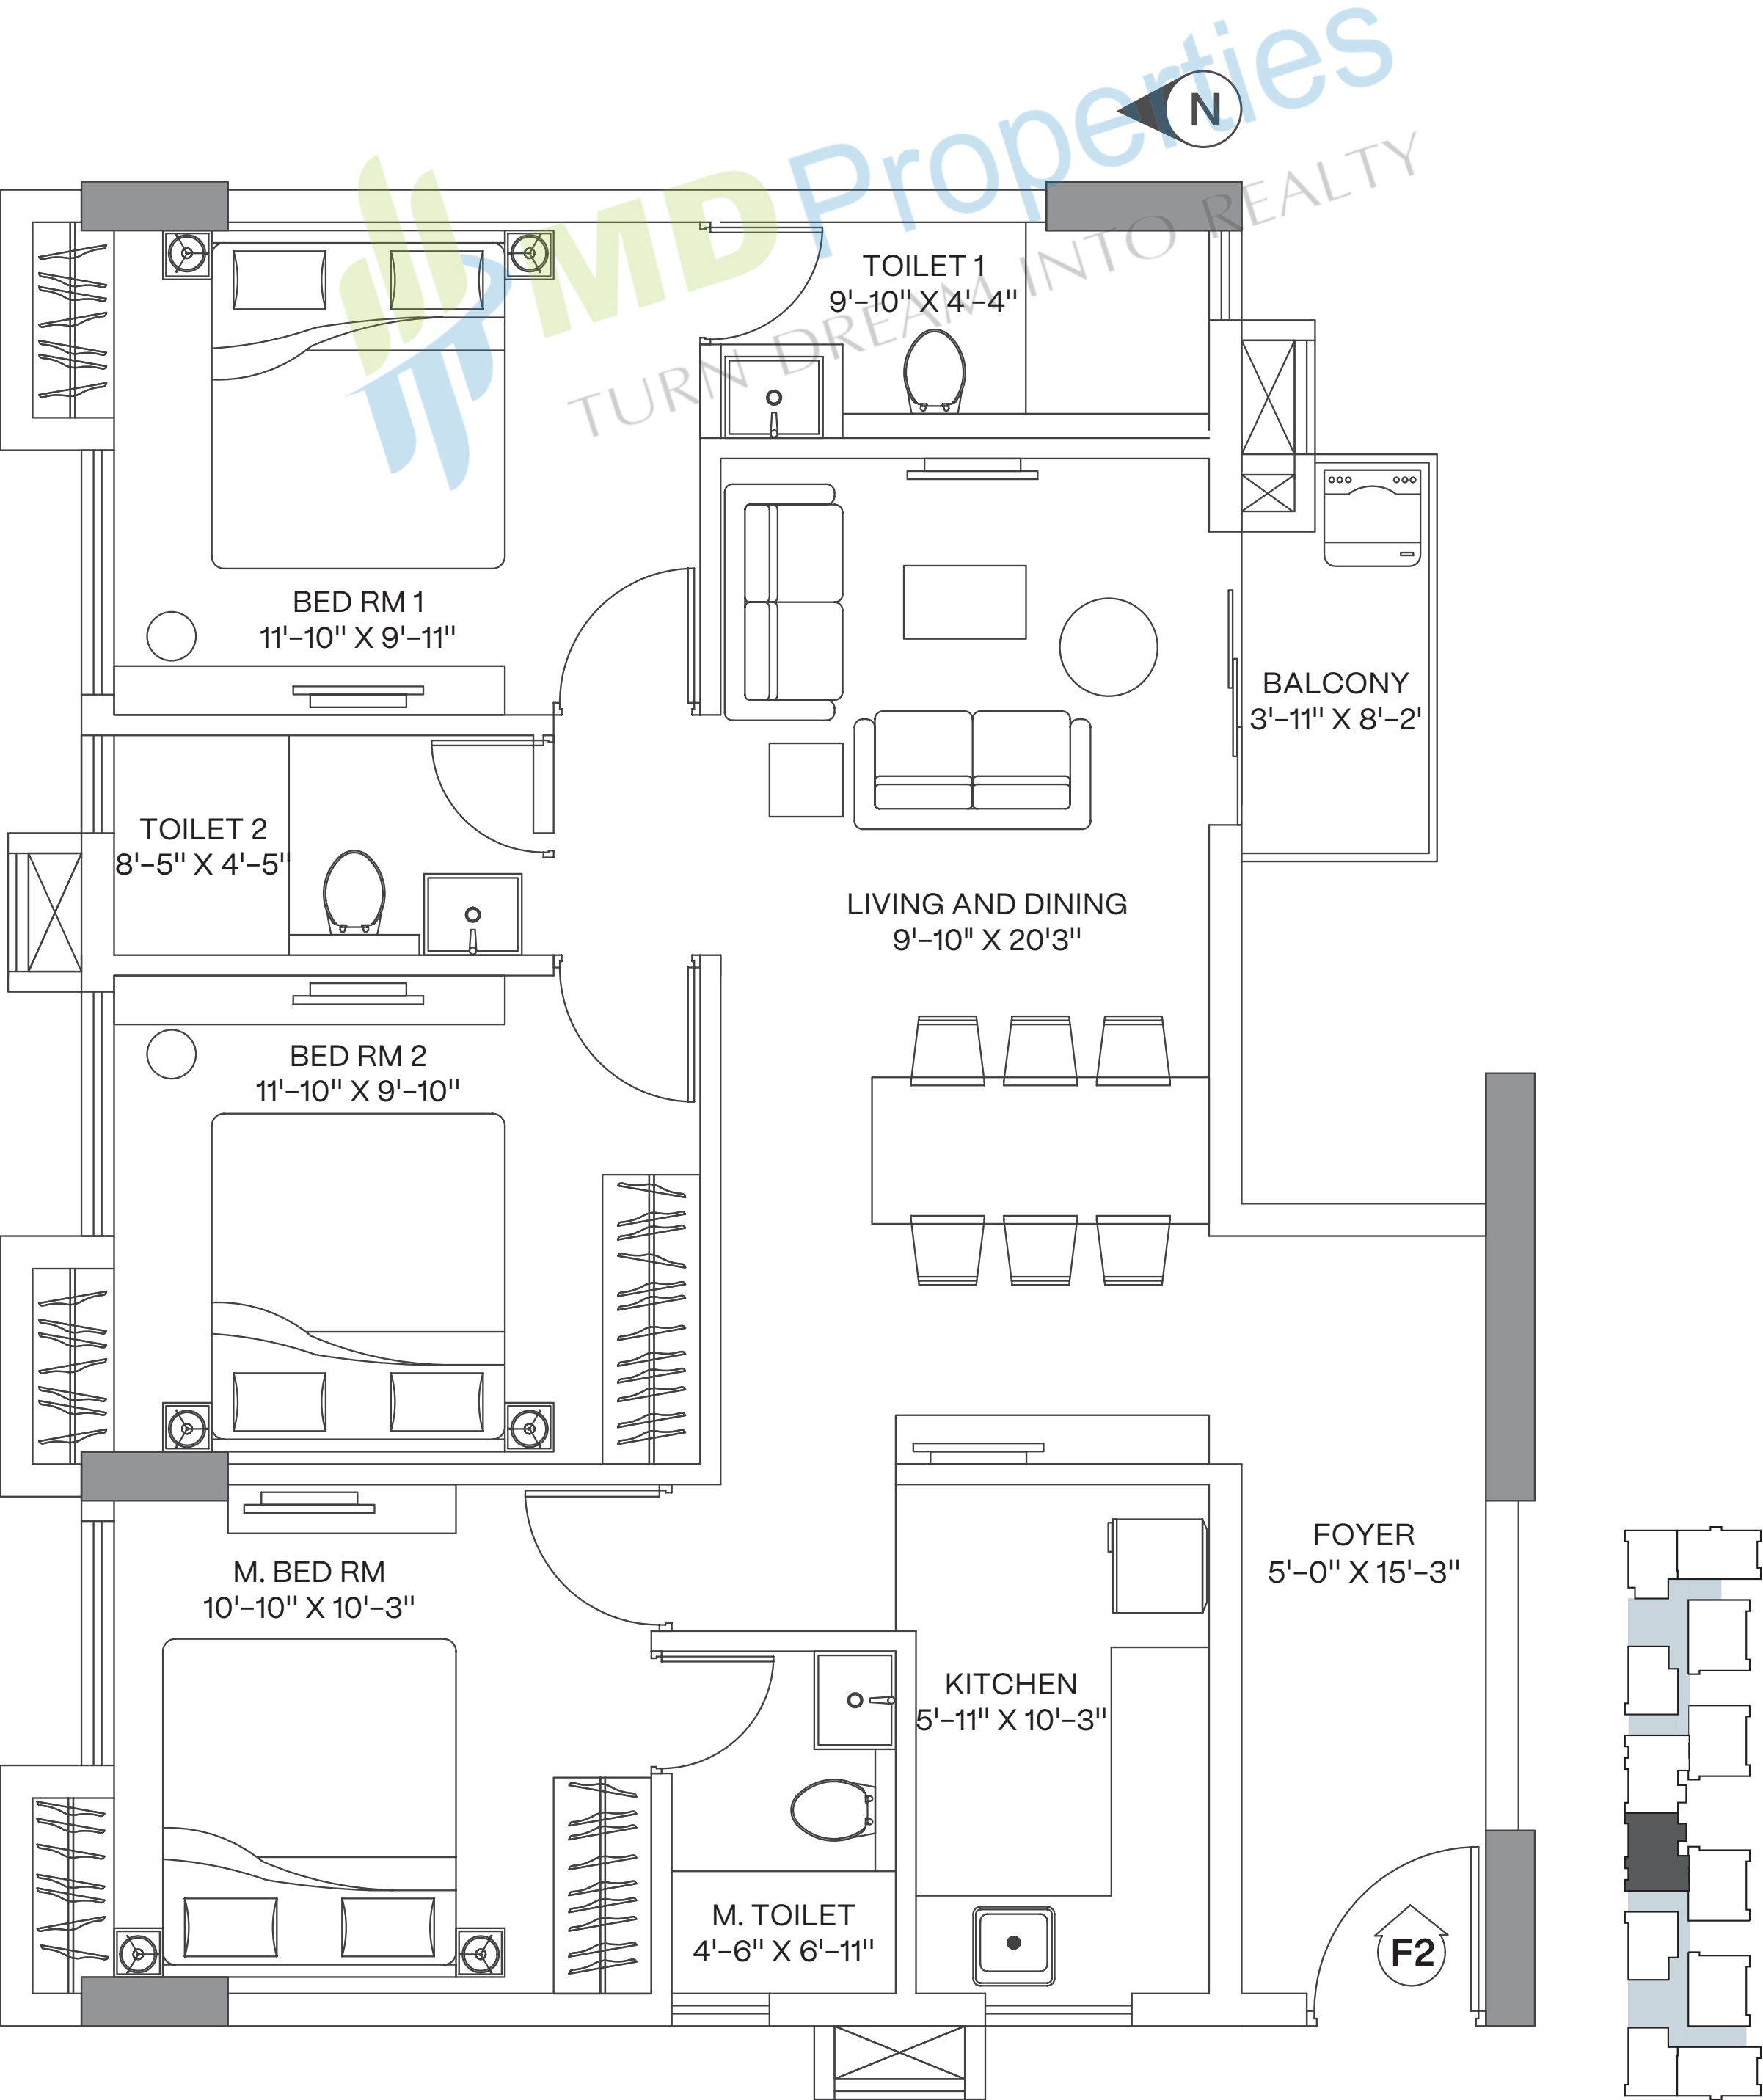 MD Properties
TURN DREAM INTO REALTY
N
TOILET 1
9'-10" X 4'-4"
BED RM 1
11'-10" X 9'-11"
BALCONY
3'-11" X 8'-2'
TOILET 2
8'-5" X 4'-5"
LIVING AND DINING
9'-10" X 20'3"
BED RM 2
11'-10" X 9'-10"
FOYER
5'-0" X 15'-3"
M. BED RM
10'-10" X 10'-3"
KITCHEN
5'-11" X 10'-3"
M. TOILET
4'-6" X 6'-11"
F2